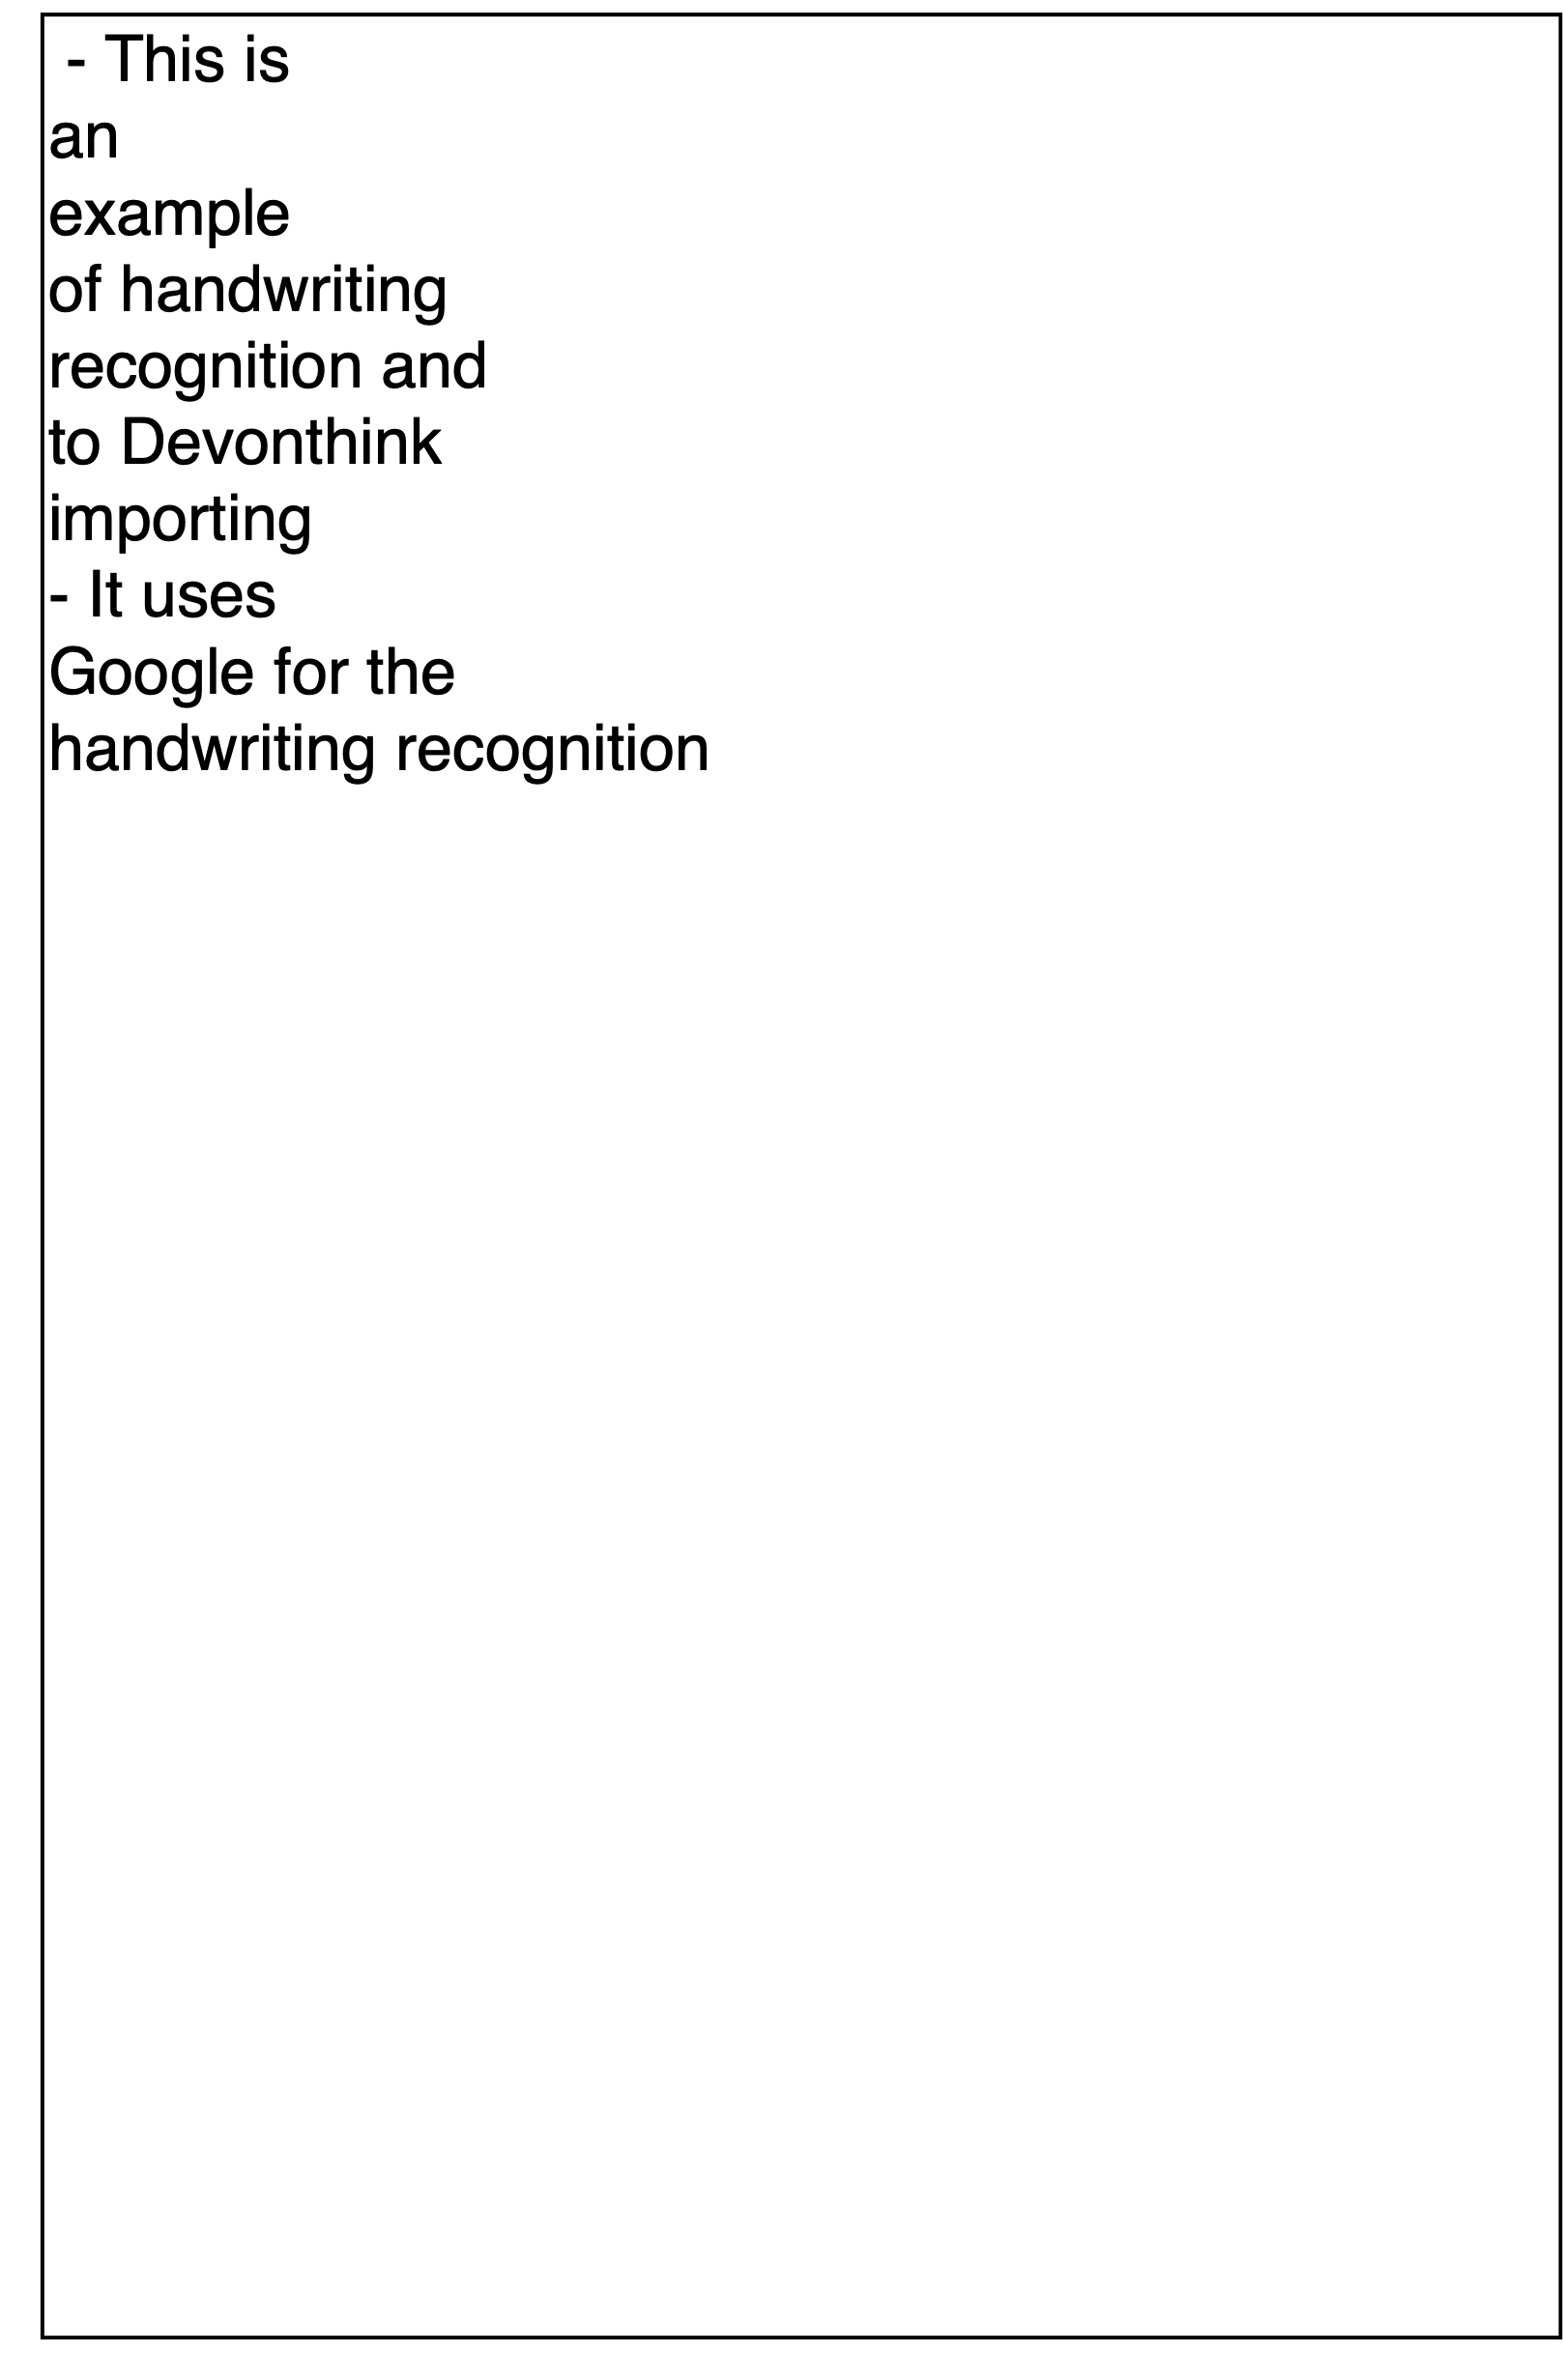 - This is
an
example
of handwriting
recognition and
to Devonthink
importing
- It uses
Google for the
handwriting recognition